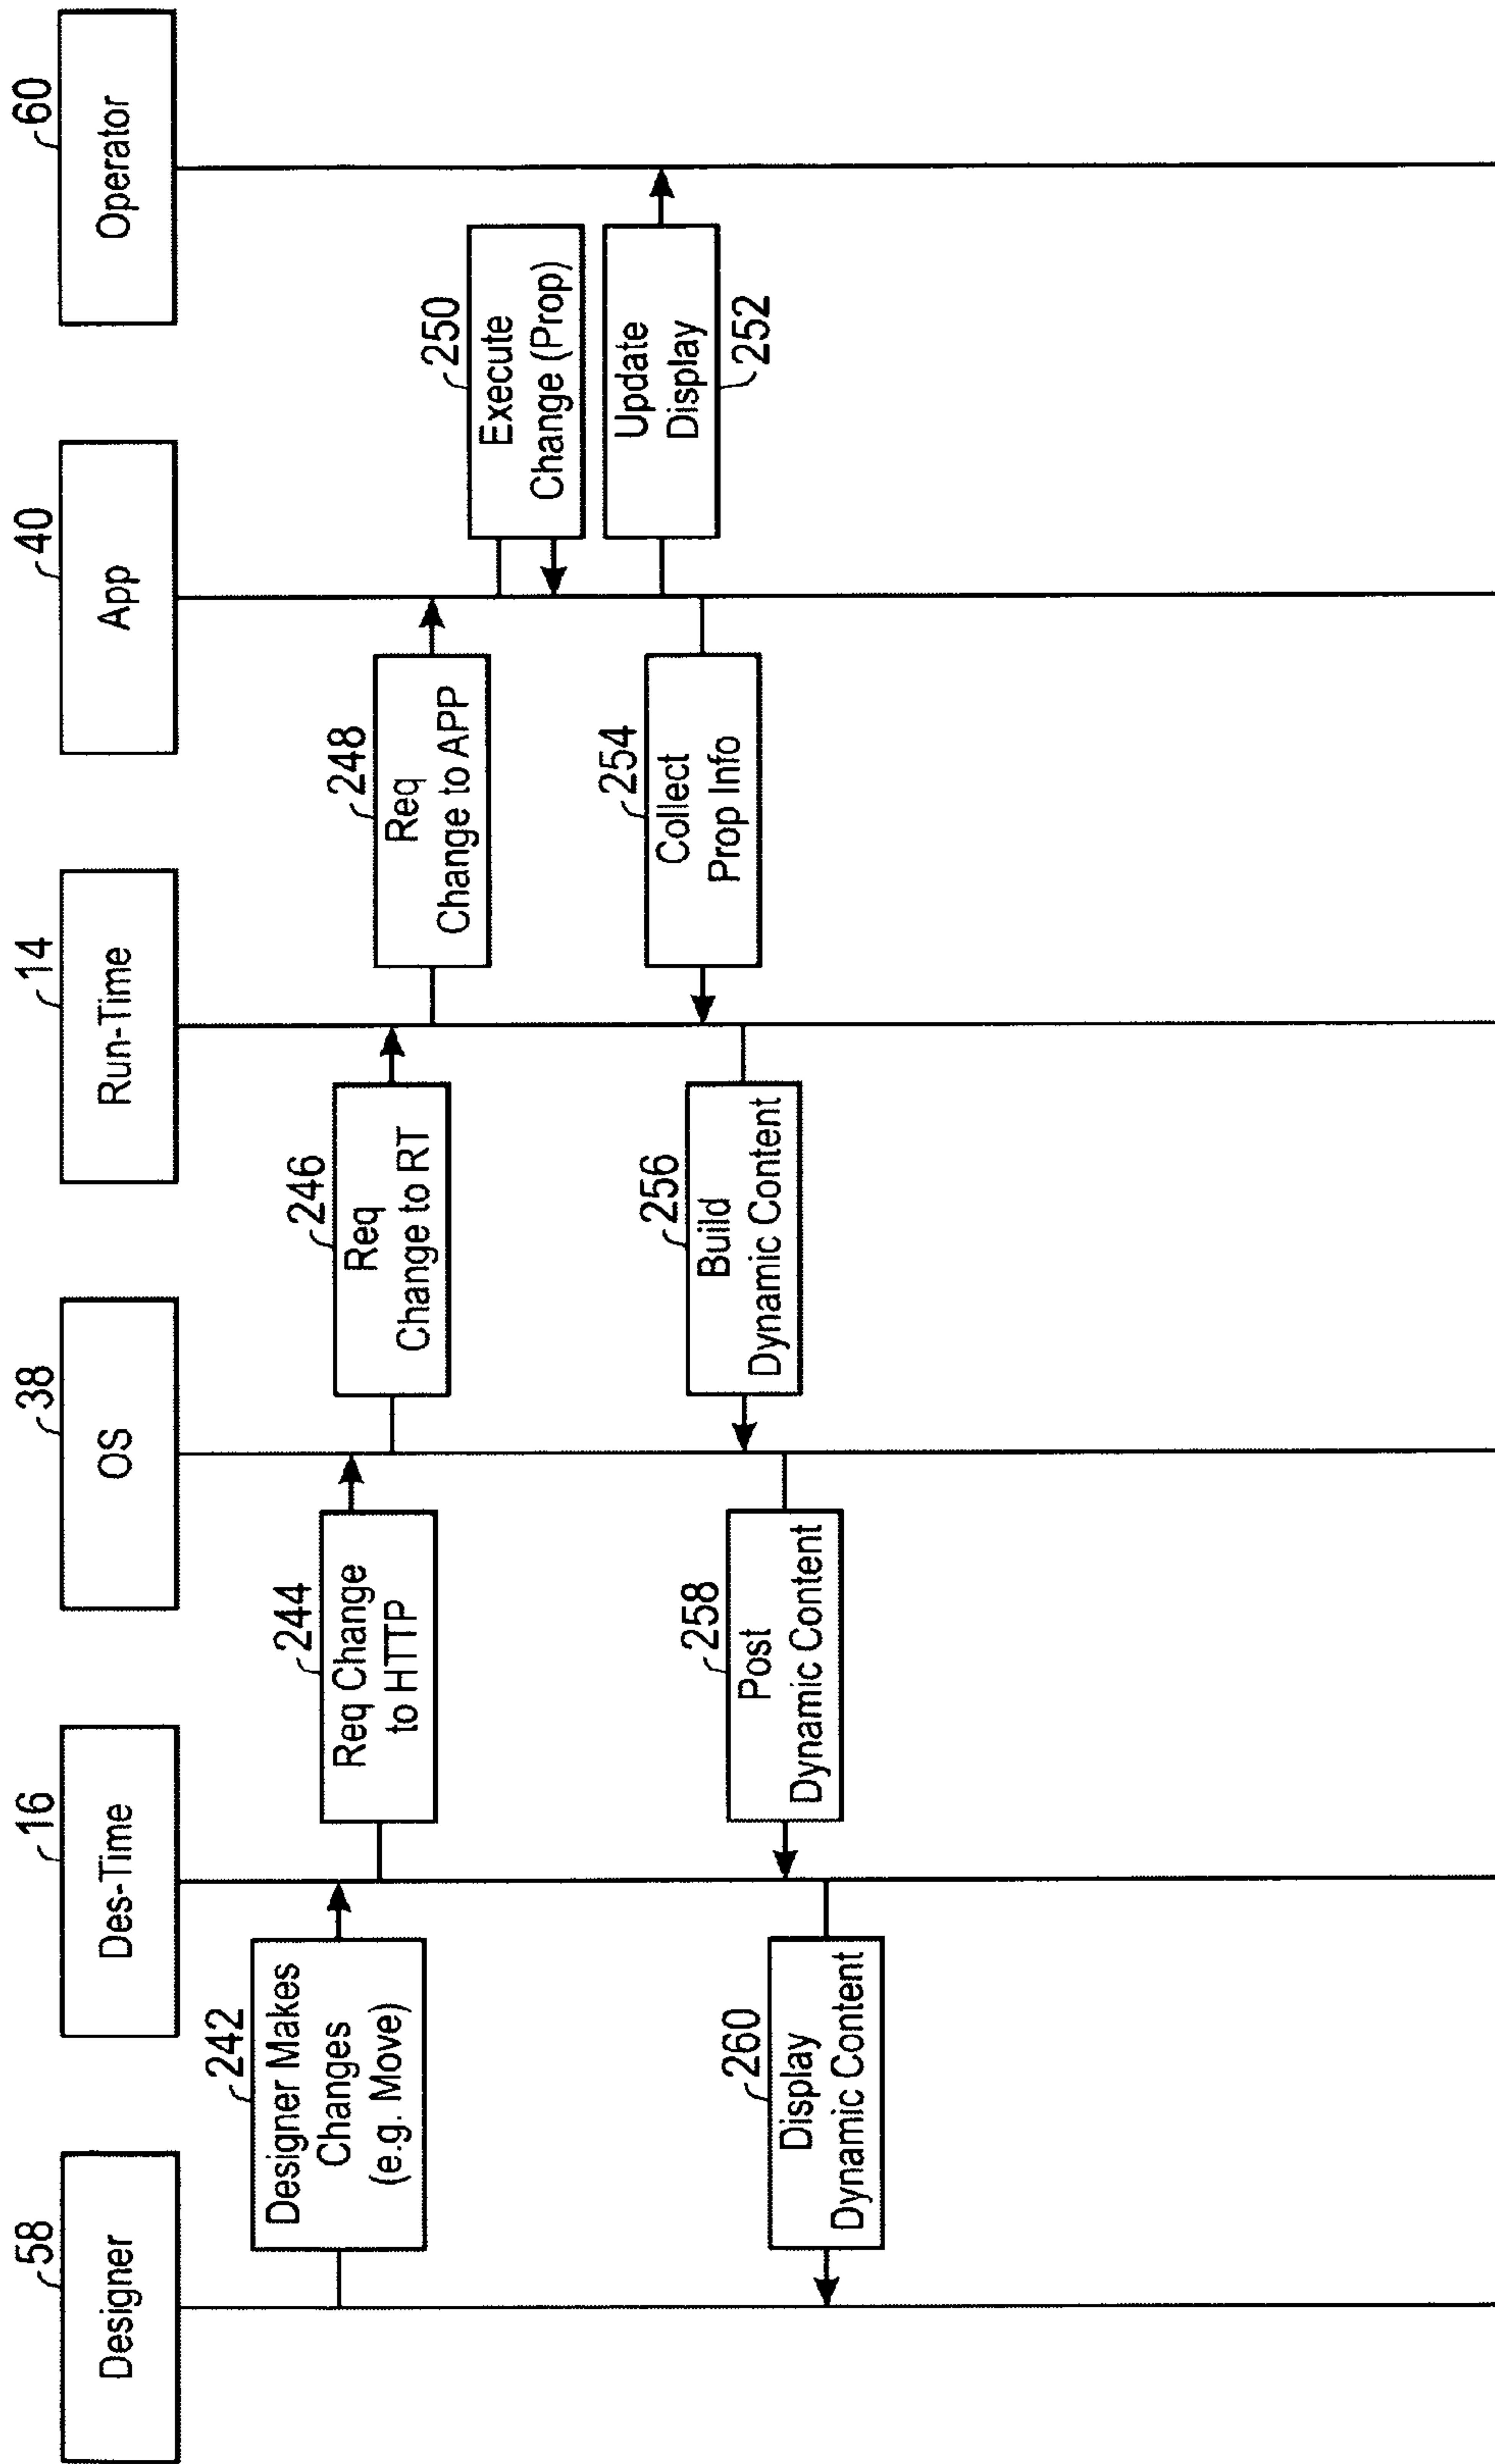 58
Designer
16
Des-Time
38
OS
14
Run-Time
40
App
60
Operator
242
Designer Makes
Changes
(e.g. Move)
244
Req Change
to HTTP
246
Req
Change to RT
248
Req
Change to APP
250
Execute
Change (Prop)
Update
Display
252
254
Collect
Prop Info
256
Build
Dynamic Content
258
Post
Dynamic Content
260
Display
Dynamic Content